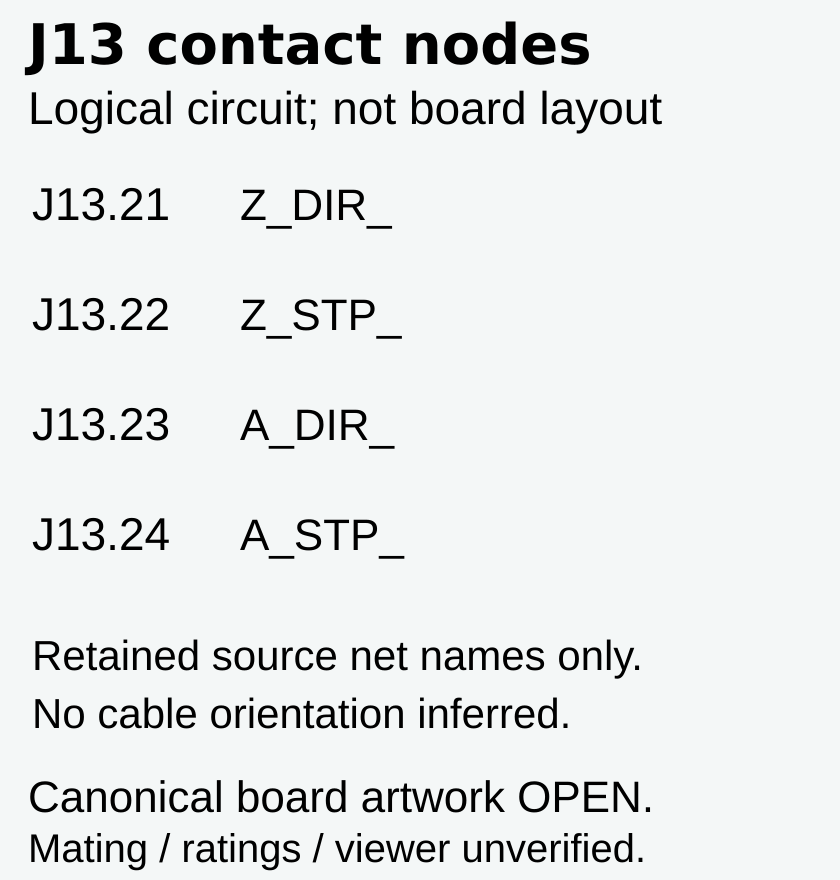 J13 contact nodes
Logical circuit; not board layout
J13.21 Z_DIR_
J13.22 Z_STP_
J13.23 A_DIR_
J13.24 A_STP_
Retained source net names only.
No cable orientation inferred.
Canonical board artwork OPEN.
Mating / ratings / viewer unverified.